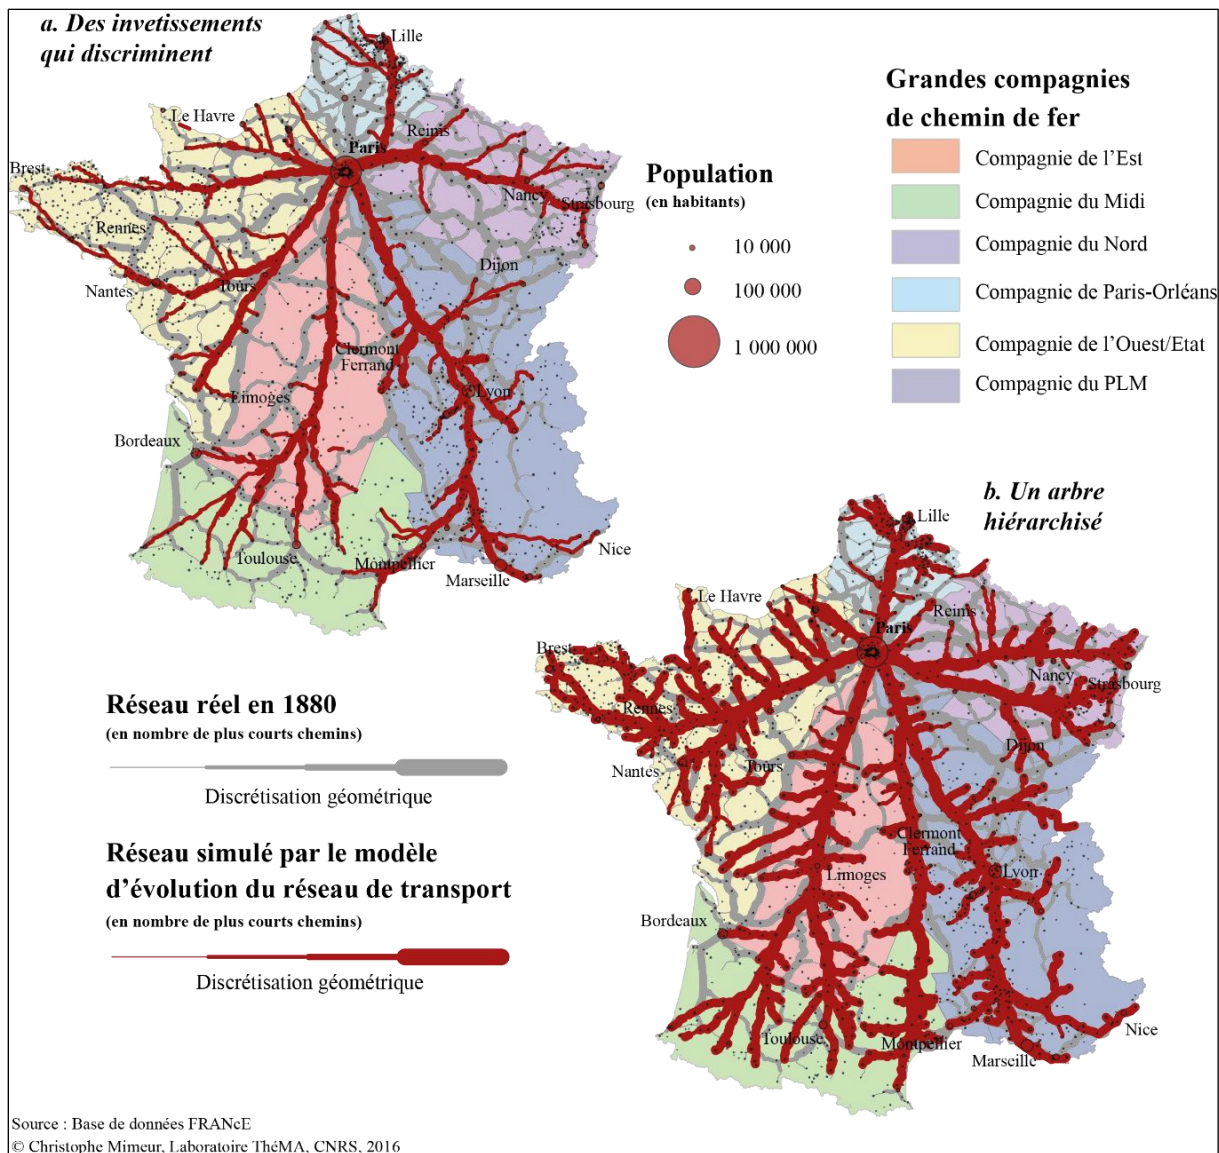 a. Des invetissements
qui discriminent
Lille
Le Havre
Reims
Paris
Brest
Nancy
Strasbourg
Rennes
Dijon
Nantes
Tours
Clermont
Ferrand
Limoges
Lyon
Bordeaux
Toulouse
Montpellier
Marseille
Nice
Population
(en habitants)
10 000
100 000
1 000 000
Grandes compagnies
de chemin de fer
Compagnie de l'Est
Compagnie du Midi
Compagnie du Nord
Compagnie de Paris-Orléans
Compagnie de l'Ouest/Etat
Compagnie du PLM
b. Un arbre
hiérarchisé
Lille
Le Havre
Reims
Paris
Brest
Nancy
Strasbourg
Rennes
Dijon
Nantes
Tours
Clermont
Ferrand
Limoges
Lyon
Bordeaux
Toulouse
Montpellier
Marseille
Nice
Réseau réel en 1880
(en nombre de plus courts chemins)
Discrétisation géométrique
Réseau simulé par le modèle
d'évolution du réseau de transport
(en nombre de plus courts chemins)
Discrétisation géométrique
Source : Base de données FRANcE
© Christophe Mimeur, Laboratoire ThéMA, CNRS, 2016